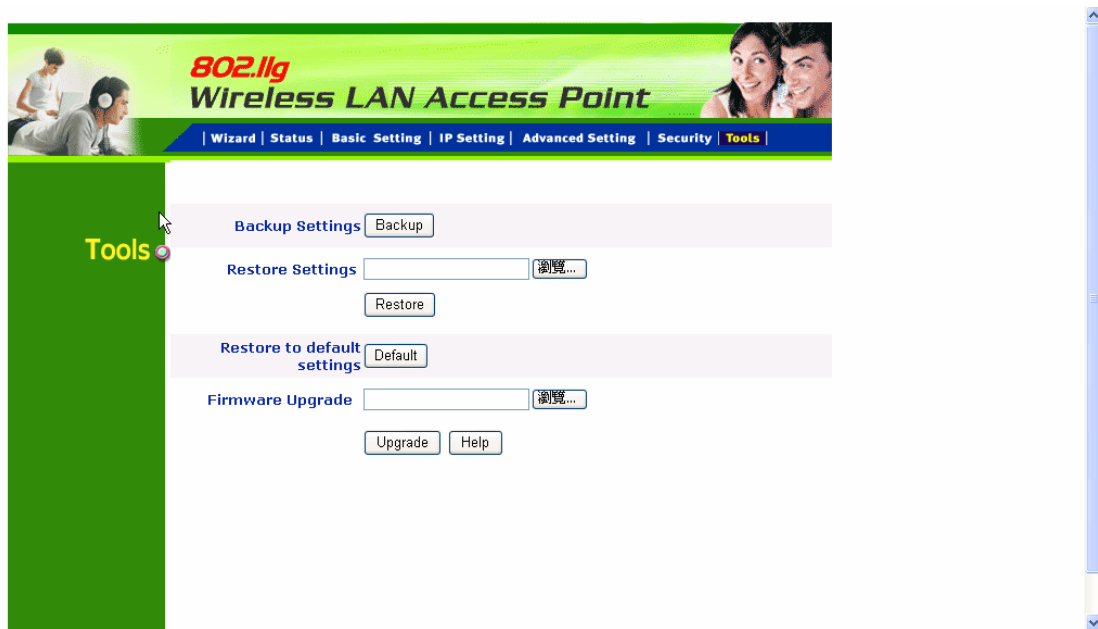 802.11g
Wireless LAN Access Point
| Wizard | Status | Basic Setting | IP Setting | Advanced Setting | Security | Tools |
Tools
Backup Settings Backup
Restore Settings 瀏覽...
Restore
Restore to default
settings Default
Firmware Upgrade 瀏覽...
Upgrade Help